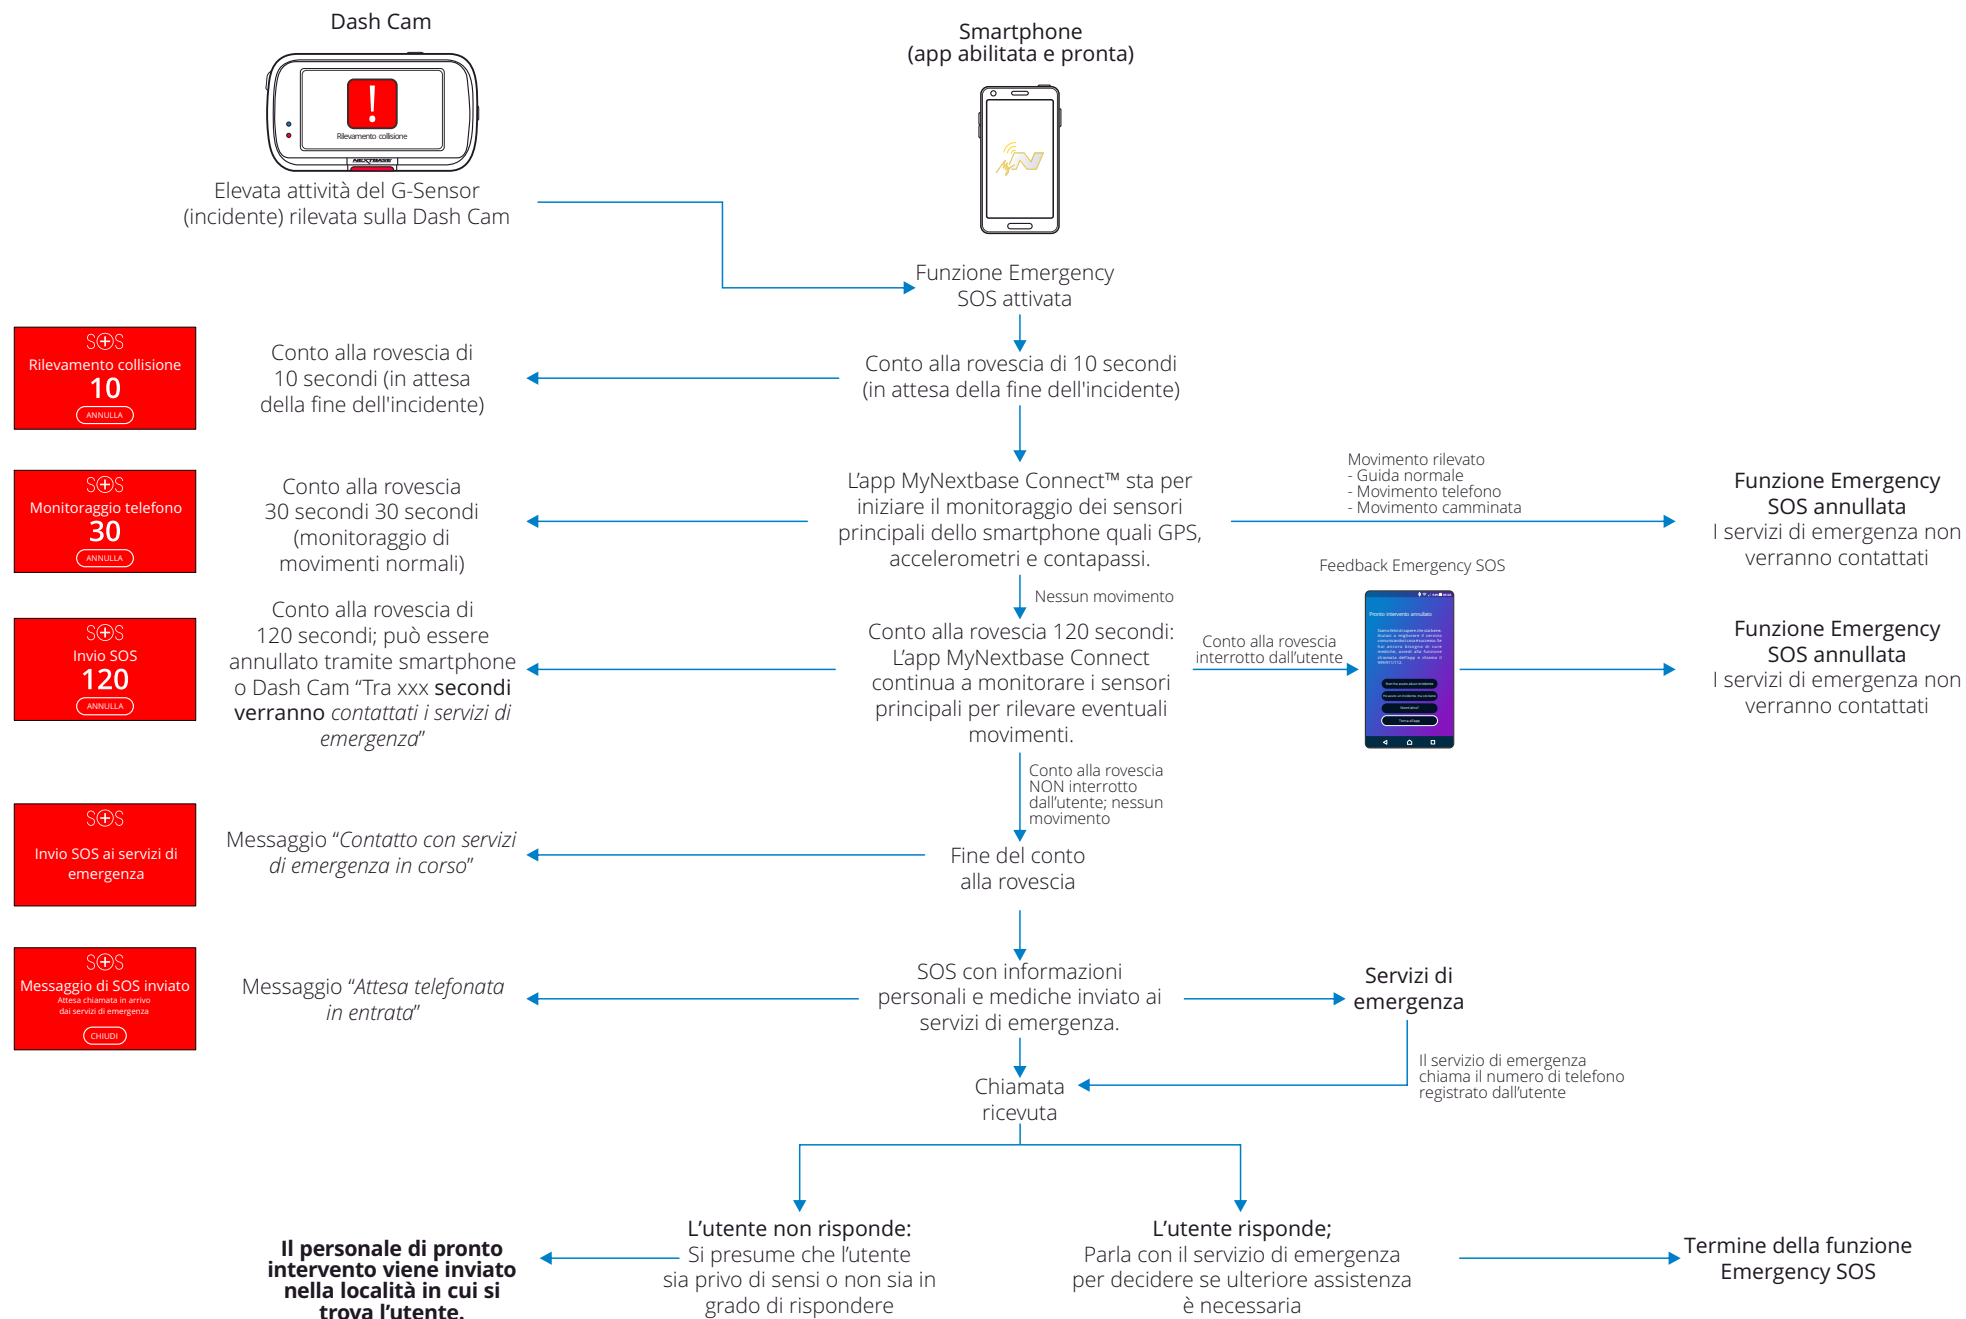 Dash Cam
Smartphone
(app abilitata e pronta)
Rilevamento collisione
NEXTBASE
Elevata attività del G-Sensor
(incidente) rilevata sulla Dash Cam
Funzione Emergency
SOS attivata
SOS
Rilevamento collisione
10
ANNULLA
Conto alla rovescia di
10 secondi (in attesa
della fine dell'incidente)
Conto alla rovescia di 10 secondi
(in attesa della fine dell'incidente)
SOS
Monitoraggio telefono
30
ANNULLA
Conto alla rovescia
30 secondi 30 secondi
(monitoraggio di
movimenti normali)
L'app MyNextbase Connect™ sta per
iniziare il monitoraggio dei sensori
principali dello smartphone quali GPS,
accelerometri e contapassi.
Movimento rilevato
- Guida normale
- Movimento telefono
- Movimento camminata
Funzione Emergency
SOS annullata
I servizi di emergenza non
verranno contattati
Nessun movimento
Feedback Emergency SOS
SOS
Invio SOS
120
ANNULLA
Conto alla rovescia di
120 secondi; può essere
annullato tramite smartphone
o Dash Cam “Tra xxx secondi
verranno contattati i servizi di
emergenza”
Conto alla rovescia 120 secondi:
L'app MyNextbase Connect
continua a monitorare i sensori
principali per rilevare eventuali
movimenti.
Conto alla rovescia
interrotto dall'utente
Pronto intervento annullato
Torna all'app
Funzione Emergency
SOS annullata
I servizi di emergenza non
verranno contattati
Conto alla rovescia
NON interrotto
dall'utente; nessun
movimento
SOS
Invio SOS ai servizi di
emergenza
Messaggio “Contatto con servizi
di emergenza in corso”
Fine del conto
alla rovescia
SOS
Messaggio di SOS inviato
Attesa chiamata in arrivo
dai servizi di emergenza
CHIUDI
Messaggio “Attesa telefonata
in entrata”
SOS con informazioni
personali e mediche inviato ai
servizi di emergenza.
Servizi di
emergenza
Il servizio di emergenza
chiama il numero di telefono
registrato dall'utente
Chiamata
ricevuta
Il personale di pronto
intervento viene inviato
nella località in cui si
trova l'utente.
L'utente non risponde:
Si presume che l'utente
sia privo di sensi o non sia in
grado di rispondere
L'utente risponde;
Parla con il servizio di emergenza
per decidere se ulteriore assistenza
è necessaria
Termine della funzione
Emergency SOS